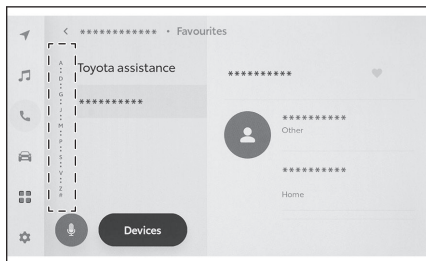 ************ • Favourites
A
•
D
•
G
•
J
•
M
•
P
•
S
•
V
•
Z
#
Toyota assistance
**********
**********
**********
Other
**********
Home
Devices